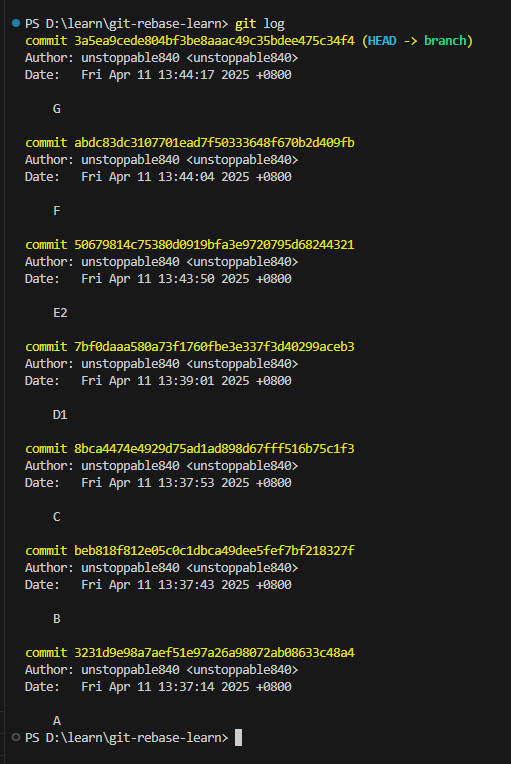 PS D:\learn\git-rebase-learn> git log
commit 3a5ea9cede804bf3be8aaac49c35bdee475c34f4 (HEAD -> branch)
Author: unstoppable840 <unstoppable840>
Date:   Fri Apr 11 13:44:17 2025 +0800
G
commit abdc83dc3107701ead7f50333648f670b2d409fb
Author: unstoppable840 <unstoppable840>
Date:   Fri Apr 11 13:44:04 2025 +0800
F
commit 50679814c75380d0919bfa3e9720795d68244321
Author: unstoppable840 <unstoppable840>
Date:   Fri Apr 11 13:43:50 2025 +0800
E2
commit 7bf0daaa580a73f1760fbe3e337f3d40299aceb3
Author: unstoppable840 <unstoppable840>
Date:   Fri Apr 11 13:39:01 2025 +0800
D1
commit 8bca4474e4929d75ad1ad898d67fff516b75c1f3
Author: unstoppable840 <unstoppable840>
Date:   Fri Apr 11 13:37:53 2025 +0800
C
commit beb818f812e05c0c1dbca49dee5fef7bf218327f
Author: unstoppable840 <unstoppable840>
Date:   Fri Apr 11 13:37:43 2025 +0800
B
commit 3231d9e98a7aef51e97a26a98072ab08633c48a4
Author: unstoppable840 <unstoppable840>
Date:   Fri Apr 11 13:37:14 2025 +0800
A
PS D:\learn\git-rebase-learn>